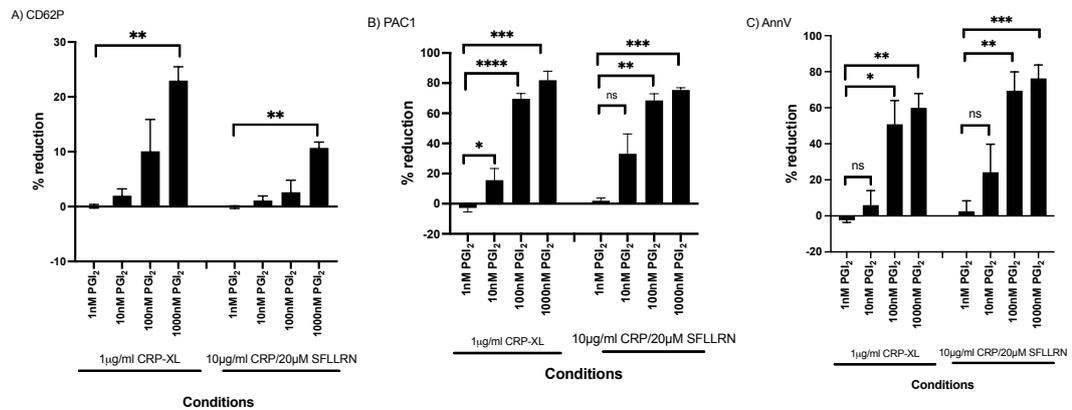 A) CD62P
30
20
10
0
-10
% reduction
**
**
1nM PGI₂
10nM PGI₂
100nM PGI₂
1000nM PGI₂
1nM PGI₂
10nM PGI₂
100nM PGI₂
1000nM PGI₂
1µg/ml CRP-XL
10µg/ml CRP/20µM SFLLRN
Conditions
B) PAC1
100
80
60
40
20
0
-20
% reduction
***
****
*
***
**
ns
1nM PGI₂
10nM PGI₂
100nM PGI₂
1000nM PGI₂
1nM PGI₂
10nM PGI₂
100nM PGI₂
1000nM PGI₂
1µg/ml CRP-XL
10µg/ml CRP/20µM SFLLRN
Conditions
C) AnnV
100
80
60
40
20
0
-20
% reduction
**
*
ns
***
**
ns
1nM PGI₂
10nM PGI₂
100nM PGI₂
1000nM PGI₂
1nM PGI₂
10nM PGI₂
100nM PGI₂
1000nM PGI₂
1µg/ml CRP-XL
10µg/ml CRP/20µM SFLLRN
Conditions